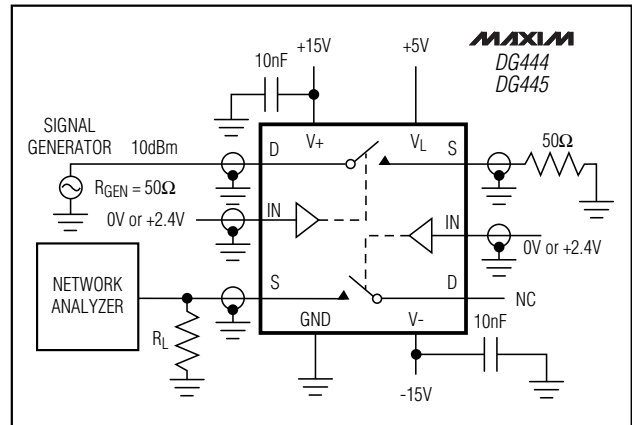 +15V
+5V
MAXIM
DG444
DG445
10nF
SIGNAL
GENERATOR
10dBm
D
V+
VL
S
50Ω
RGEN = 50Ω
IN
0V or +2.4V
IN
0V or +2.4V
NETWORK
ANALYZER
S
D
NC
GND
V-
10nF
RL
-15V